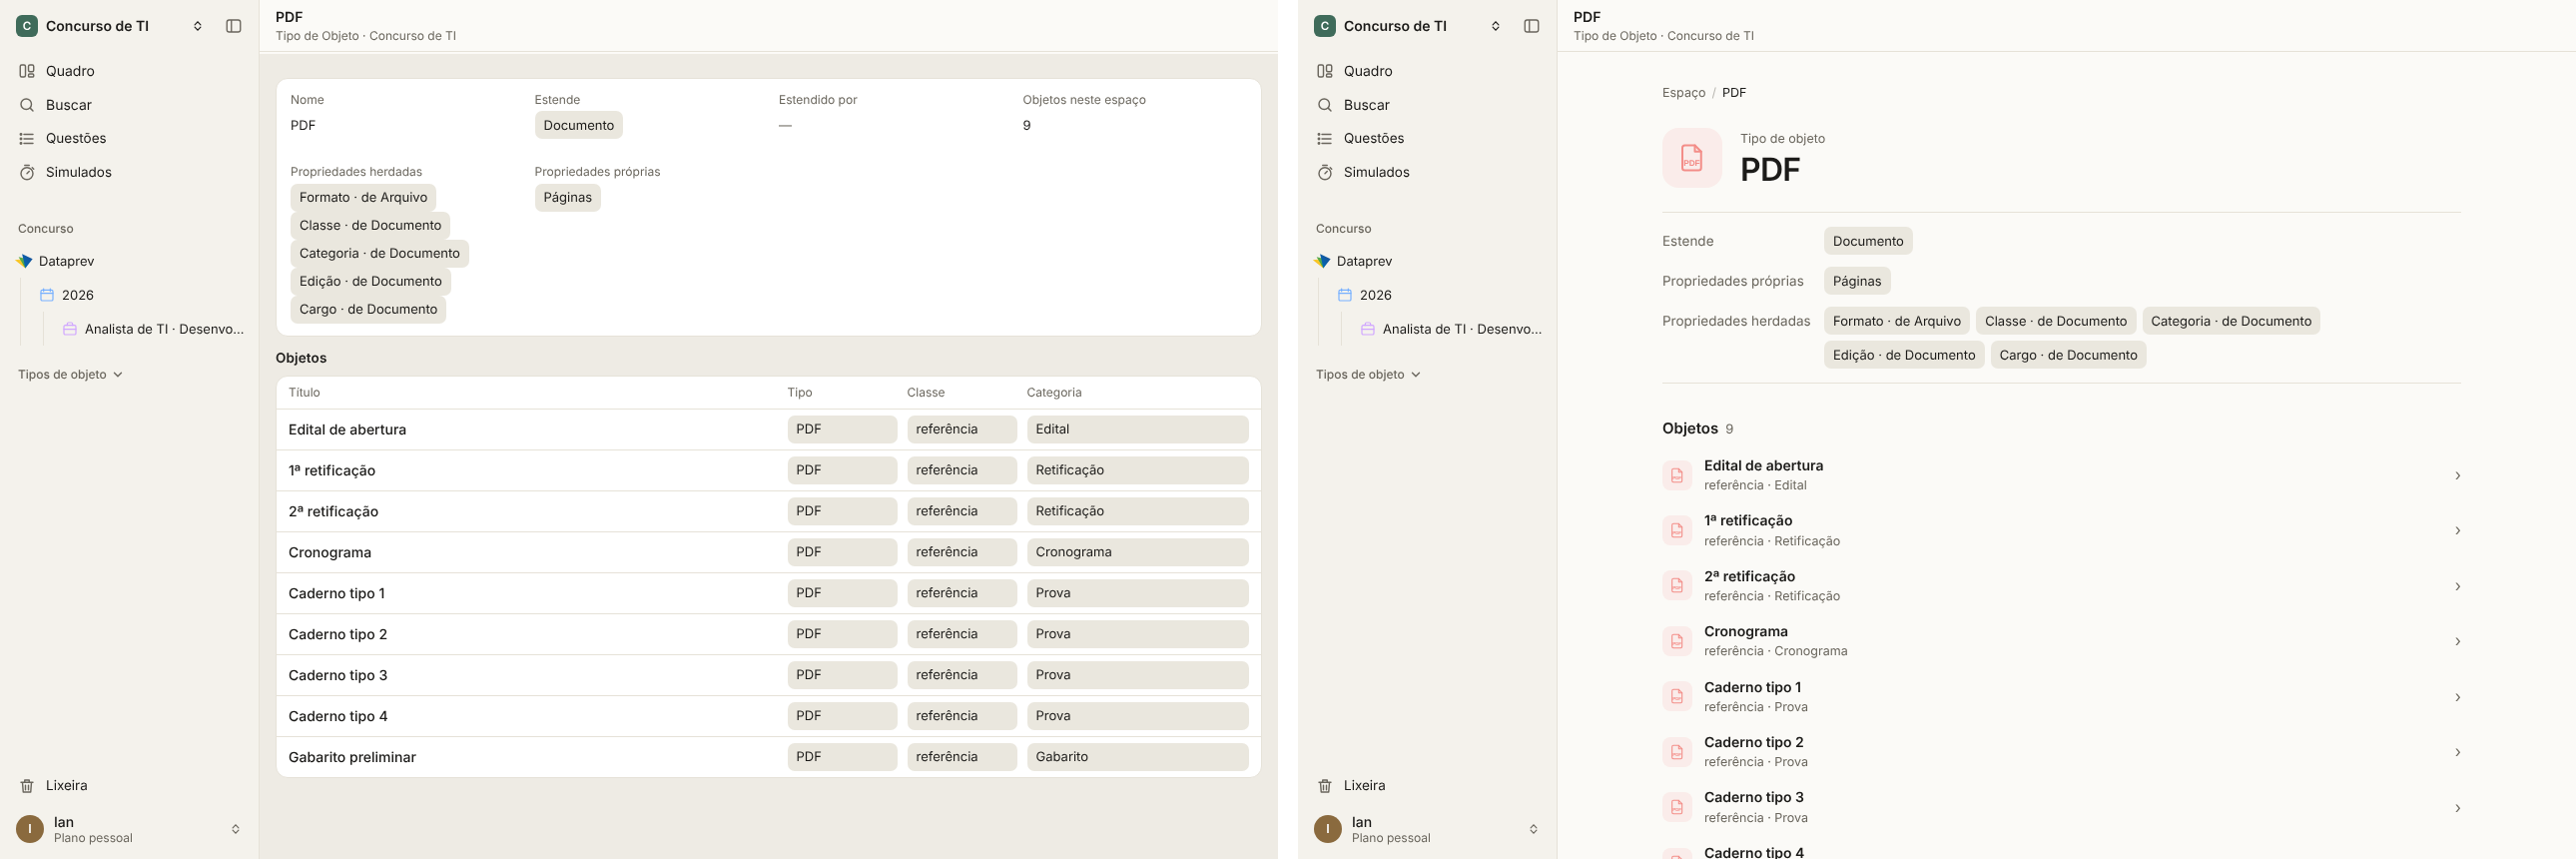 C Concurso de TI
Quadro
Buscar
Questões
Simulados
Concurso
Dataprev
2026
Analista de TI · Desenvo...
Tipos de objeto
Lixeira
I Ian
Plano pessoal
PDF
Tipo de Objeto · Concurso de TI
Nome Estende Estendido por Objetos neste espaço
PDF Documento — 9
Propriedades herdadas Propriedades próprias
Formato · de Arquivo Páginas
Classe · de Documento
Categoria · de Documento
Edição · de Documento
Cargo · de Documento
Objetos
Título Tipo Classe Categoria
Edital de abertura PDF referência Edital
1ª retificação PDF referência Retificação
2ª retificação PDF referência Retificação
Cronograma PDF referência Cronograma
Caderno tipo 1 PDF referência Prova
Caderno tipo 2 PDF referência Prova
Caderno tipo 3 PDF referência Prova
Caderno tipo 4 PDF referência Prova
Gabarito preliminar PDF referência Gabarito
C Concurso de TI
Quadro
Buscar
Questões
Simulados
Concurso
Dataprev
2026
Analista de TI · Desenvo...
Tipos de objeto
Lixeira
I Ian
Plano pessoal
PDF
Tipo de Objeto · Concurso de TI
Espaço / PDF
PDF
Tipo de objeto
PDF
Estende Documento
Propriedades próprias Páginas
Propriedades herdadas Formato · de Arquivo Classe · de Documento Categoria · de Documento
Edição · de Documento Cargo · de Documento
Objetos 9
Edital de abertura
referência · Edital
1ª retificação
referência · Retificação
2ª retificação
referência · Retificação
Cronograma
referência · Cronograma
Caderno tipo 1
referência · Prova
Caderno tipo 2
referência · Prova
Caderno tipo 3
referência · Prova
Caderno tipo 4